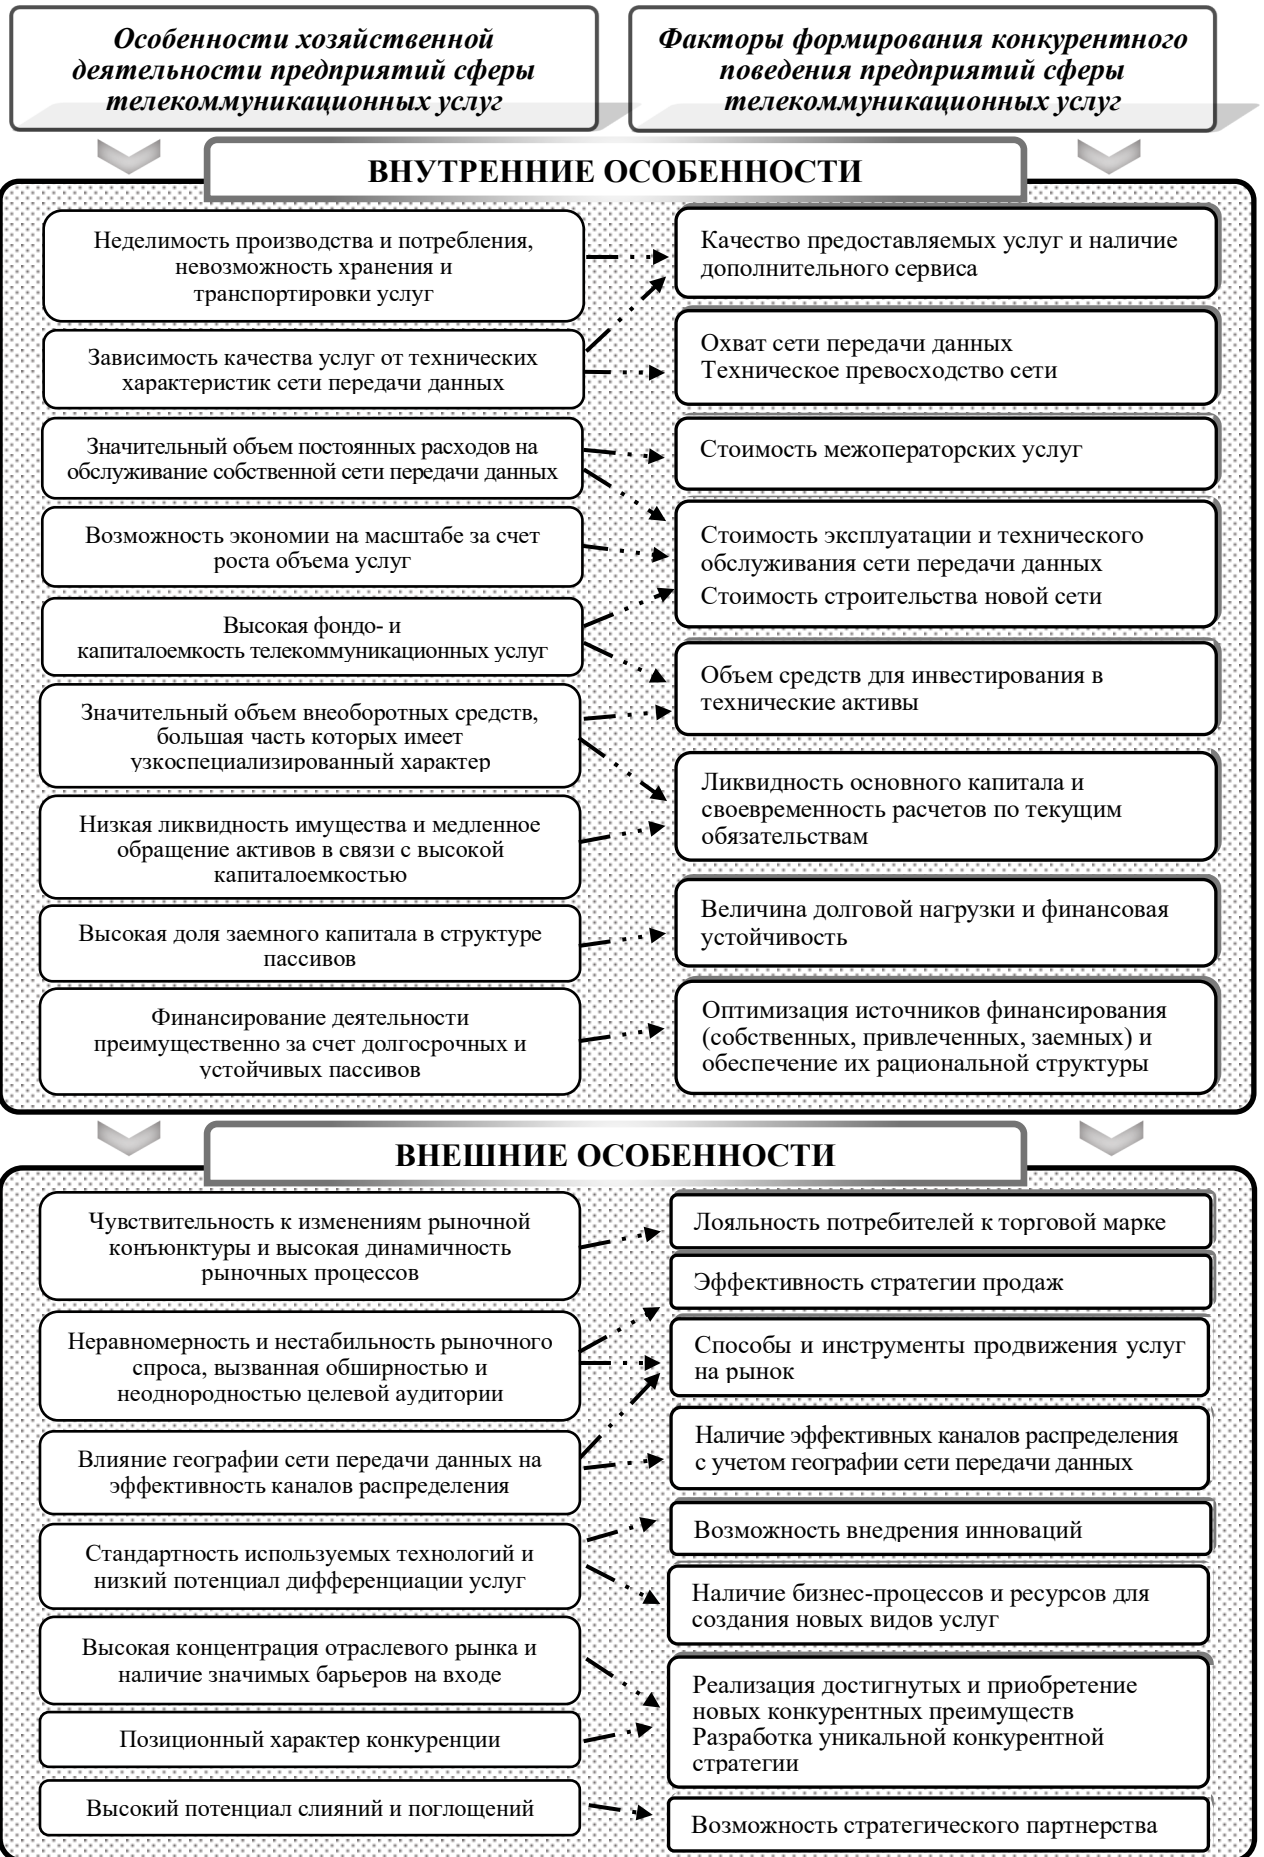 Особенности хозяйственной
деятельности предприятий сферы
телекоммуникационных услуг
Факторы формирования конкурентного
поведения предприятий сферы
телекоммуникационных услуг
ВНУТРЕННИЕ ОСОБЕННОСТИ
Неделимость производства и потребления,
невозможность хранения и
транспортировки услуг
Качество предоставляемых услуг и наличие
дополнительного сервиса
Зависимость качества услуг от технических
характеристик сети передачи данных
Охват сети передачи данных
Техническое превосходство сети
Значительный объем постоянных расходов на
обслуживание собственной сети передачи данных
Стоимость межоператорских услуг
Возможность экономии на масштабе за счет
роста объема услуг
Стоимость эксплуатации и технического
обслуживания сети передачи данных
Стоимость строительства новой сети
Высокая фондо- и
капиталоемкость телекоммуникационных услуг
Объем средств для инвестирования в
технические активы
Значительный объем внеоборотных средств,
большая часть которых имеет
узкоспециализированный характер
Ликвидность основного капитала и
своевременность расчетов по текущим
обязательствам
Низкая ликвидность имущества и медленное
обращение активов в связи с высокой
капиталоемкостью
Величина долговой нагрузки и финансовая
устойчивость
Высокая доля заемного капитала в структуре
пассивов
Оптимизация источников финансирования
(собственных, привлеченных, заемных) и
обеспечение их рациональной структуры
Финансирование деятельности
преимущественно за счет долгосрочных и
устойчивых пассивов
ВНЕШНИЕ ОСОБЕННОСТИ
Чувствительность к изменениям рыночной
конъюнктуры и высокая динамичность
рыночных процессов
Лояльность потребителей к торговой марке
Эффективность стратегии продаж
Неравномерность и нестабильность рыночного
спроса, вызванная обширностью и
неоднородностью целевой аудитории
Способы и инструменты продвижения услуг
на рынок
Влияние географии сети передачи данных на
эффективность каналов распределения
Наличие эффективных каналов распределения
с учетом географии сети передачи данных
Стандартность используемых технологий и
низкий потенциал дифференциации услуг
Возможность внедрения инноваций
Наличие бизнес-процессов и ресурсов для
создания новых видов услуг
Высокая концентрация отраслевого рынка и
наличие значимых барьеров на входе
Реализация достигнутых и приобретение
новых конкурентных преимуществ
Разработка уникальной конкурентной
стратегии
Позиционный характер конкуренции
Высокий потенциал слияний и поглощений
Возможность стратегического партнерства